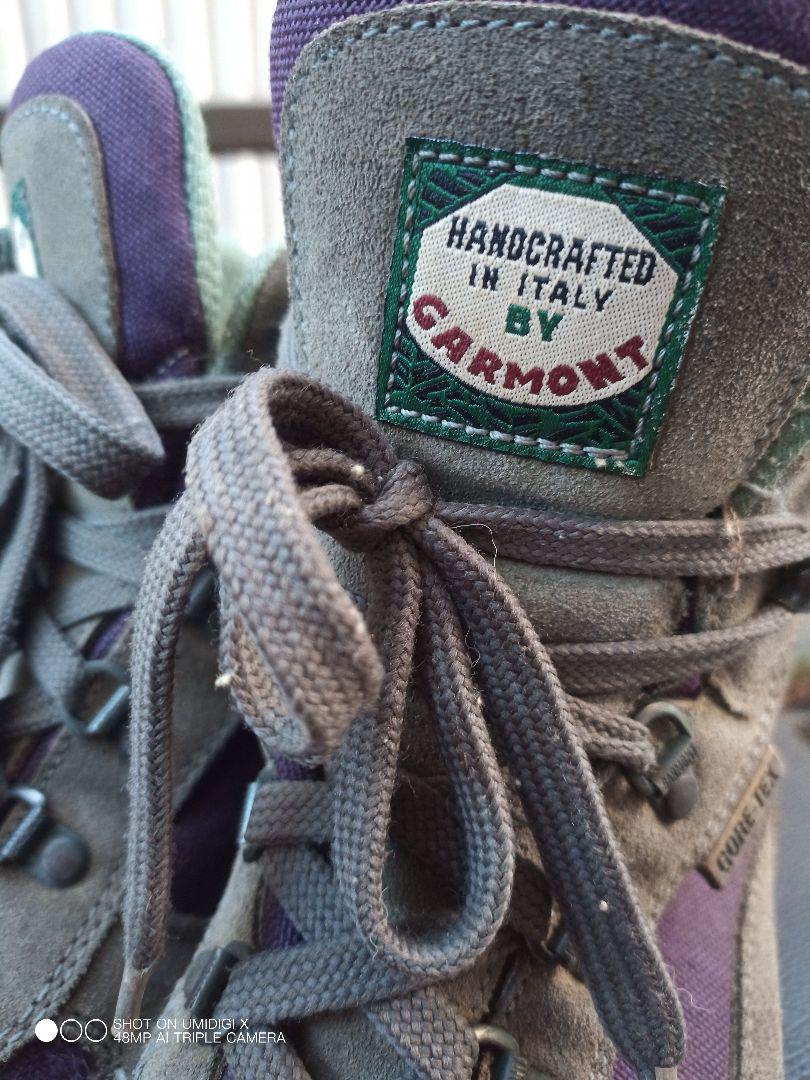 HANDCRAFTED
IN ITALY
BY
GARMONT
GORE-TEX
SHOT ON UMIDIGI X
48MP AI TRIPLE CAMERA